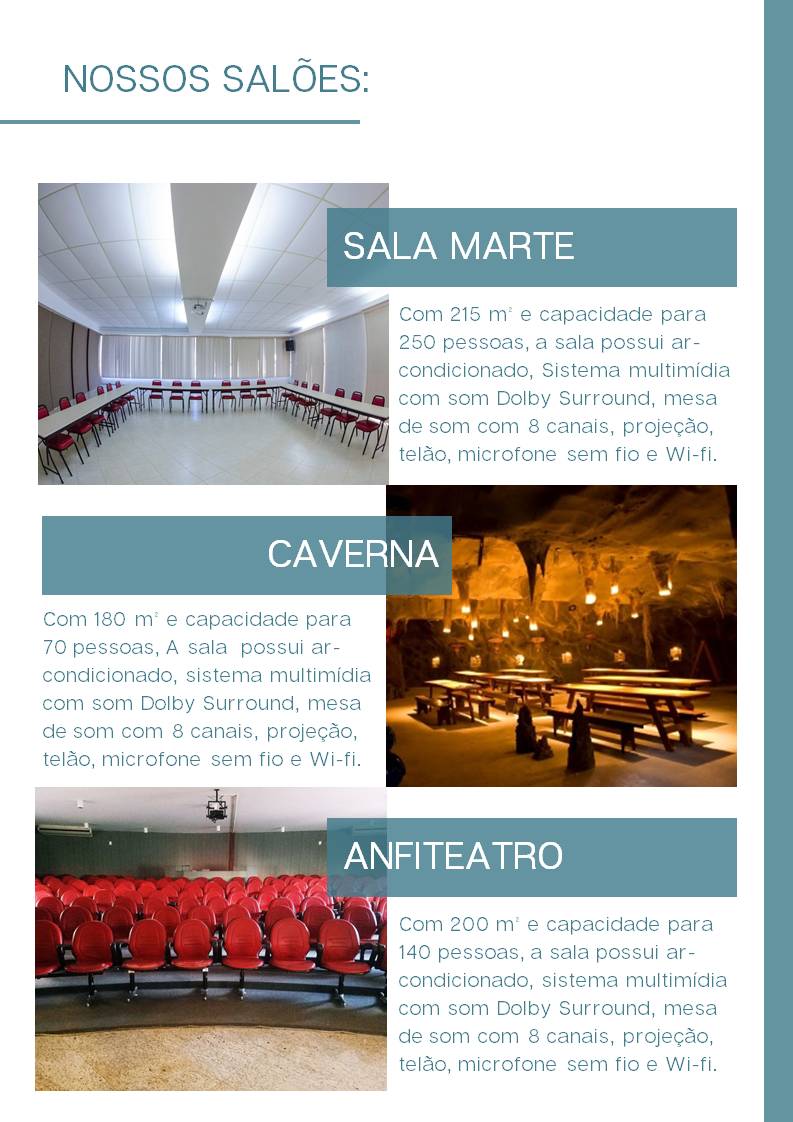 NOSSOS SALÕES:
SALA MARTE
Com 215 m² e capacidade para
250 pessoas, a sala possui ar-
condicionado, Sistema multimídia
com som Dolby Surround, mesa
de som com 8 canais, projeção,
telão, microfone sem fio e Wi-fi.
CAVERNA
Com 180 m² e capacidade para
70 pessoas, A sala possui ar-
condicionado, sistema multimídia
com som Dolby Surround, mesa
de som com 8 canais, projeção,
telão, microfone sem fio e Wi-fi.
ANFITEATRO
Com 200 m² e capacidade para
140 pessoas, a sala possui ar-
condicionado, sistema multimídia
com som Dolby Surround, mesa
de som com 8 canais, projeção,
telão, microfone sem fio e Wi-fi.